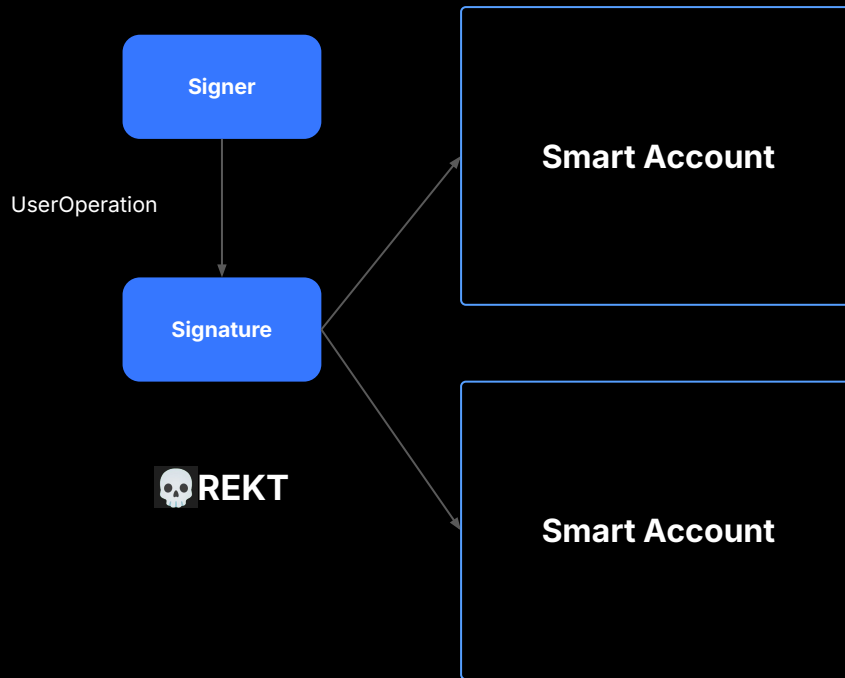 Signer
Smart Account
UserOperation
Signature
💀REKT
Smart Account